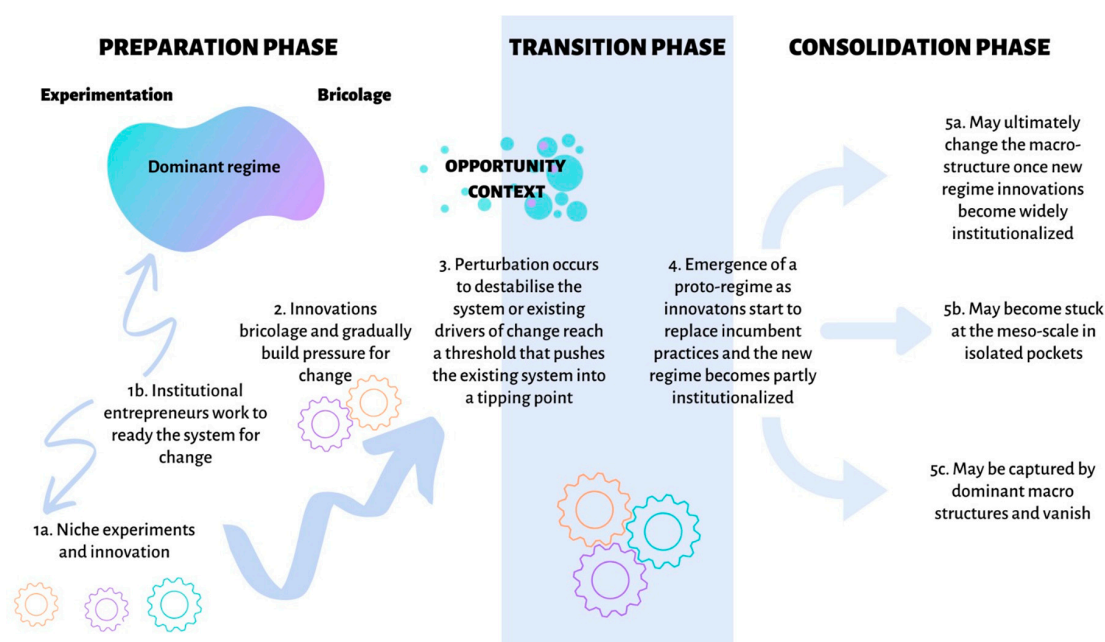 PREPARATION PHASE
TRANSITION PHASE
CONSOLIDATION PHASE
Experimentation
Bricolage
Dominant regime
OPPORTUNITY
CONTEXT
1a. Niche experiments
and innovation
1b. Institutional
entrepreneurs work to
ready the system for
change
2. Innovations
bricolage and gradually
build pressure for
change
3. Perturbation occurs
to destabilise the
system or existing
drivers of change reach
a threshold that pushes
the existing system into
a tipping point
4. Emergence of a
proto-regime as
innovatons start to
replace incumbent
practices and the new
regime becomes partly
institutionalized
5a. May ultimately
change the macro-
structure once new
regime innovations
become widely
institutionalized
5b. May become stuck
at the meso-scale in
isolated pockets
5c. May be captured by
dominant macro
structures and vanish